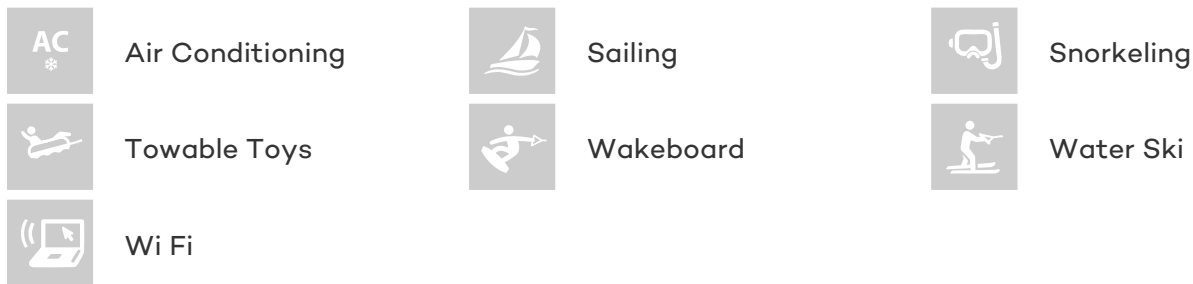 AC
Air Conditioning
Sailing
Snorkeling
Towable Toys
Wakeboard
Water Ski
Wi Fi